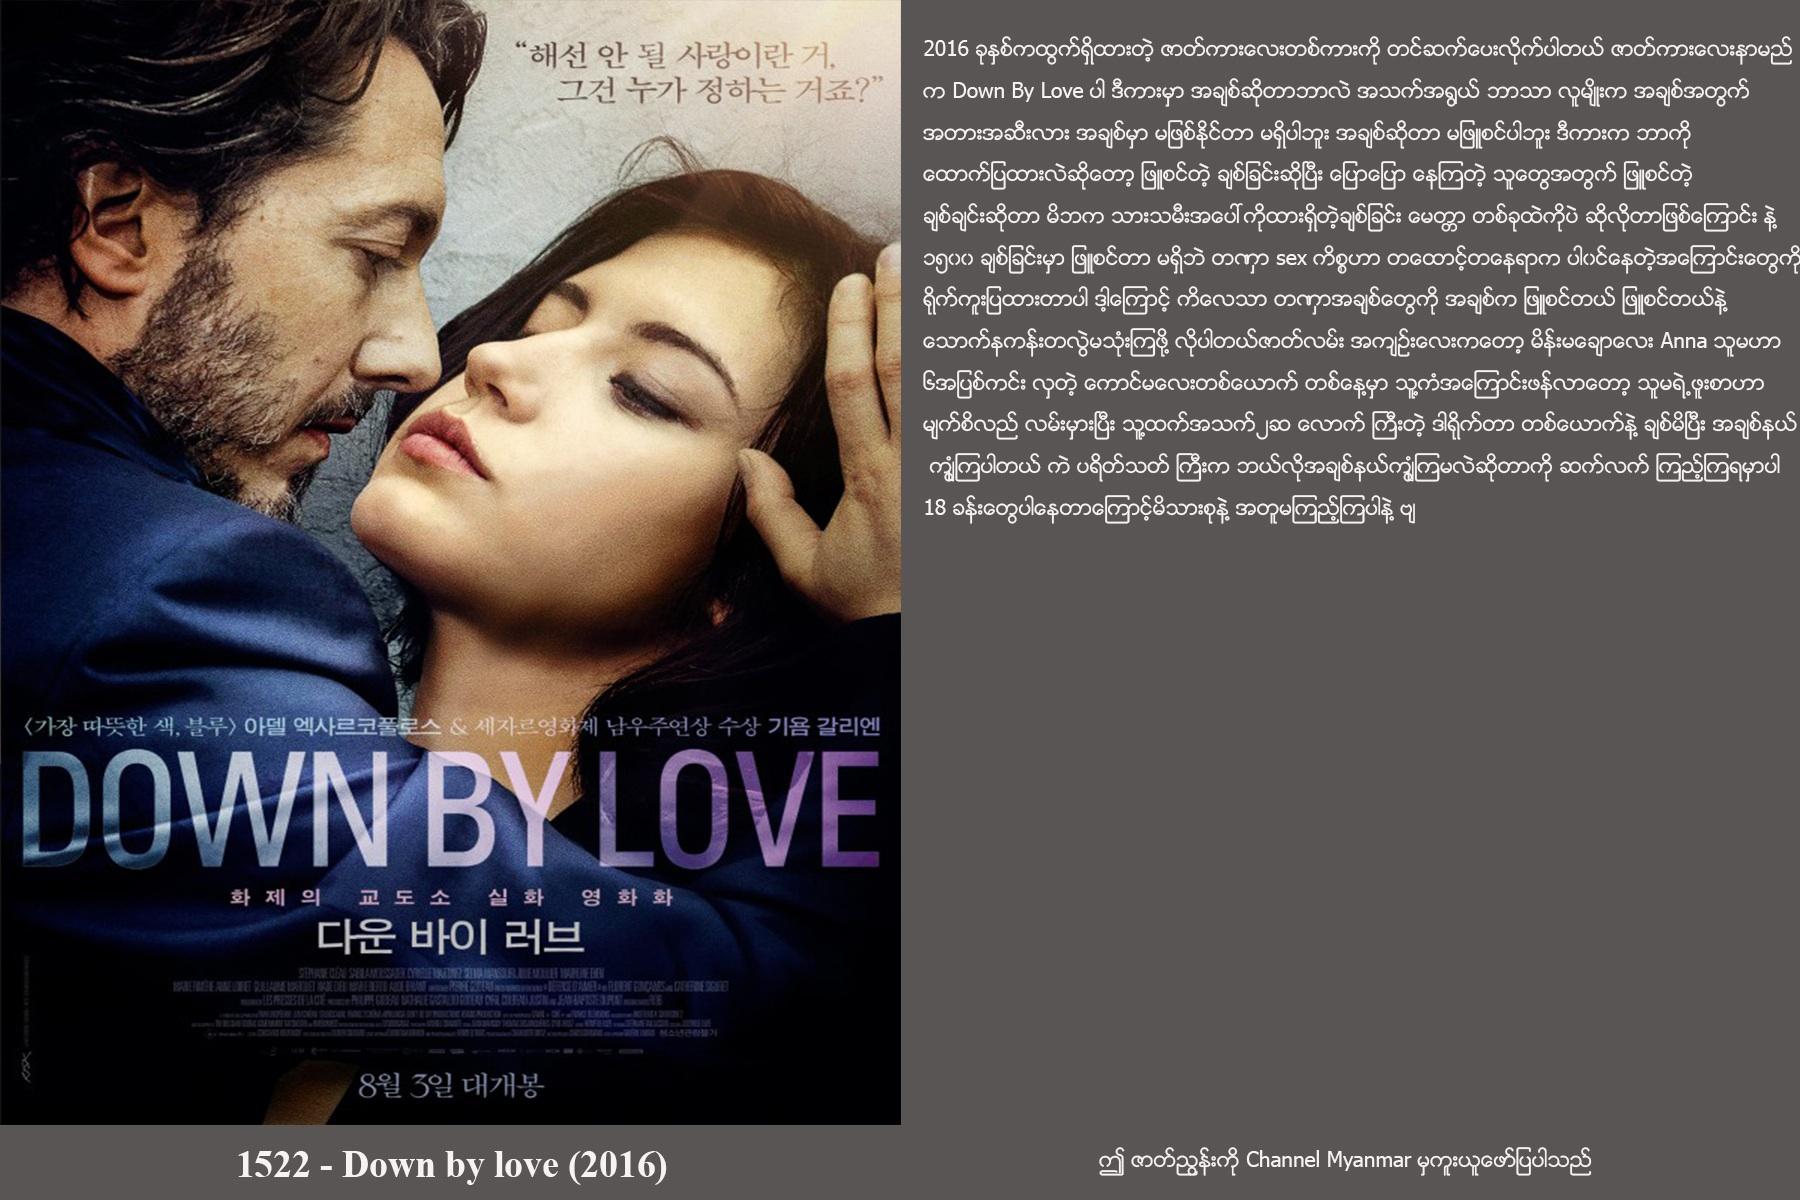 “해선 안 될 사랑이란 거,
그건 누가 정하는 거죠?”
<가장 따뜻한 색, 블루> 아델 엑사르코풀로스 & 세자르영화제 남우주연상 수상 기욤 갈리엔
DOWN BY LOVE
화제의 교도소 실화 영화화
다운 바이 러브
8월 3일 대개봉
1522 - Down by love (2016)
2016 ခုနှစ်ကထွက်ရှိထားတဲ့ ဇာတ်ကားလေးတစ်ကားကို တင်ဆက်ပေးလိုက်ပါတယ် ဇာတ်ကားလေးနာမည်
က Down By Love ပါ ဒီကားမှာ အချစ်ဆိုတာဘာလဲ အသက်အရွယ် ဘာသာ လူမျိုးက အချစ်အတွက်
အတားအဆီးလား အချစ်မှာ မဖြစ်နိုင်တာ မရှိပါဘူး အချစ်ဆိုတာ မဖြူစင်ပါဘူး ဒီကားက ဘာကို
ထောက်ပြထားလဲဆိုတော့ ဖြူစင်တဲ့ ချစ်ခြင်းဆိုပြီး ပြောပြော နေကြတဲ့ သူတွေအတွက် ဖြူစင်တဲ့
ချစ်ချင်းဆိုတာ မိဘက သားသမီးအပေါ်ကိုထားရှိတဲ့ချစ်ခြင်း မေတ္တာ တစ်ခုထဲကိုပဲ ဆိုလိုတာဖြစ်ကြောင်း နဲ့
၁၅၀၀ ချစ်ခြင်းမှာ ဖြူစင်တာ မရှိဘဲ တဏှာ sex ကိစ္စဟာ တထောင့်တနေရာက ပါ၀င်နေတဲ့အကြောင်းတွေကို
ရိုက်ကူးပြထားတာပါ ဒါ့ကြောင့် ကိလေသာ တဏှာအချစ်တွေကို အချစ်က ဖြူစင်တယ် ဖြူစင်တယ်နဲ့
သောက်နကန်းတလွဲမသုံးကြဖို့ လိုပါတယ်ဇာတ်လမ်း အကျဉ်းလေးကတော့ မိန်းမချောလေး Anna သူမဟာ
၆အပြစ်ကင်း လှတဲ့ ကောင်မလေးတစ်ယောက် တစ်နေ့မှာ သူ့ကံအကြောင်းဖန်လာတော့ သူမရဲ့ဖူးစာဟာ
မျက်စိလည် လမ်းမှားပြီး သူ့ထက်အသက်၂ဆ လောက် ကြီးတဲ့ ဒါရိုက်တာ တစ်ယောက်နဲ့ ချစ်မိပြီး အချစ်နယ်
ကျွံကြပါတယ် ကဲ ပရိတ်သတ် ကြီးက ဘယ်လိုအချစ်နယ်ကျွံကြမလဲဆိုတာကို ဆက်လက် ကြည့်ကြရမှာပါ
18 ခန်းတွေပါနေတာကြောင့်မိသားစုနဲ့ အတူမကြည့်ကြပါနဲ့ ဗျ
ဤ ဇာတ်ညွှန်းကို Channel Myanmar မှကူးယူဖော်ပြပါသည်